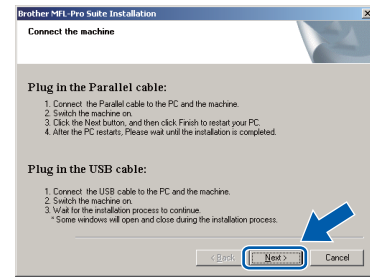 Brother MFL-Pro Suite Installation
Connect the machine
Plug in the Parallel cable:
1. Connect the Parallel cable to the PC and the machine.
2. Switch the machine on.
3. Click the Next button, and then click Finish to restart your PC.
4. After the PC restarts, Please wait until the installation is completed.
Plug in the USB cable:
1. Connect the USB cable to the PC and the machine.
2. Switch the machine on.
3. Wait for the installation process to continue.
* Some windows will open and close during the installation process.
< Back Next > Cancel